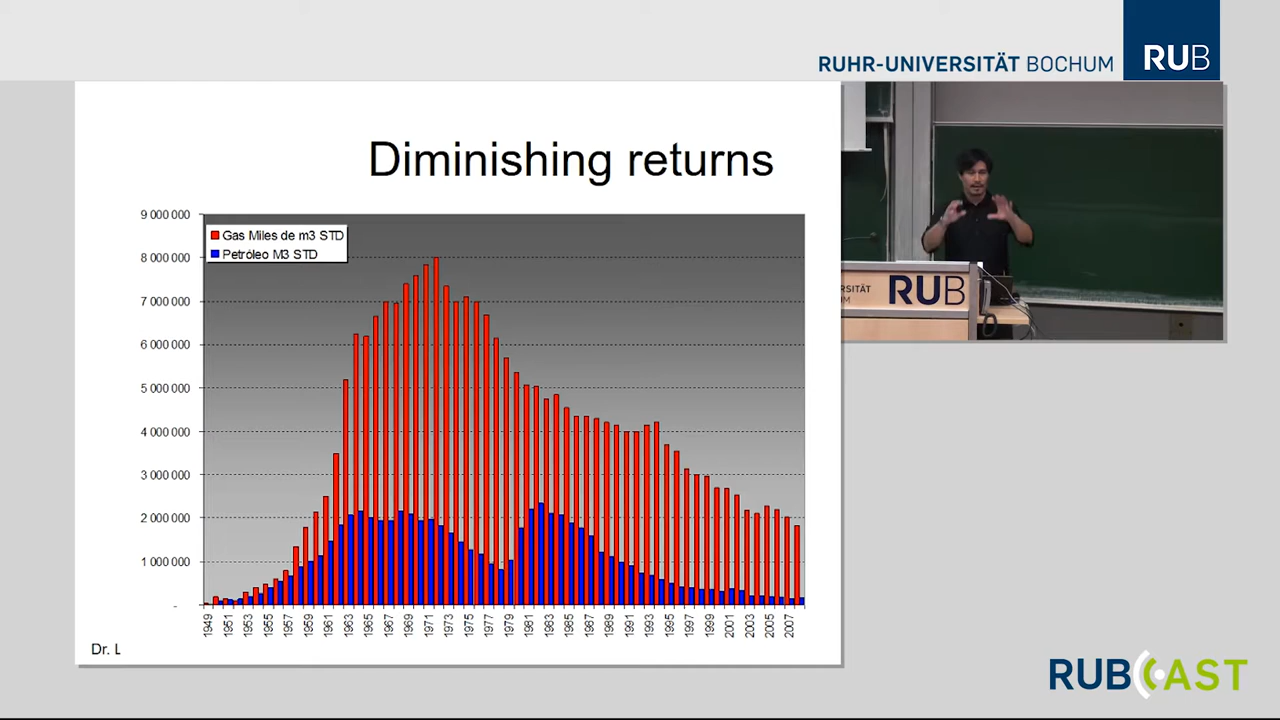 RUHR-UNIVERSITÄT BOCHUM
RUB
Diminishing returns
9 000 000
8 000 000
7 000 000
6 000 000
5 000 000
4 000 000
3 000 000
2 000 000
1 000 000
-
Gas Miles de m3 STD
Petróleo M3 STD
1949 1951 1953 1955 1957 1959 1961 1963 1965 1967 1969 1971 1973 1975 1977 1979 1981 1983 1985 1987 1989 1991 1993 1995 1997 1999 2001 2003 2005 2007
Dr. L
RSITÄT
UM
RUB
RUBCAST